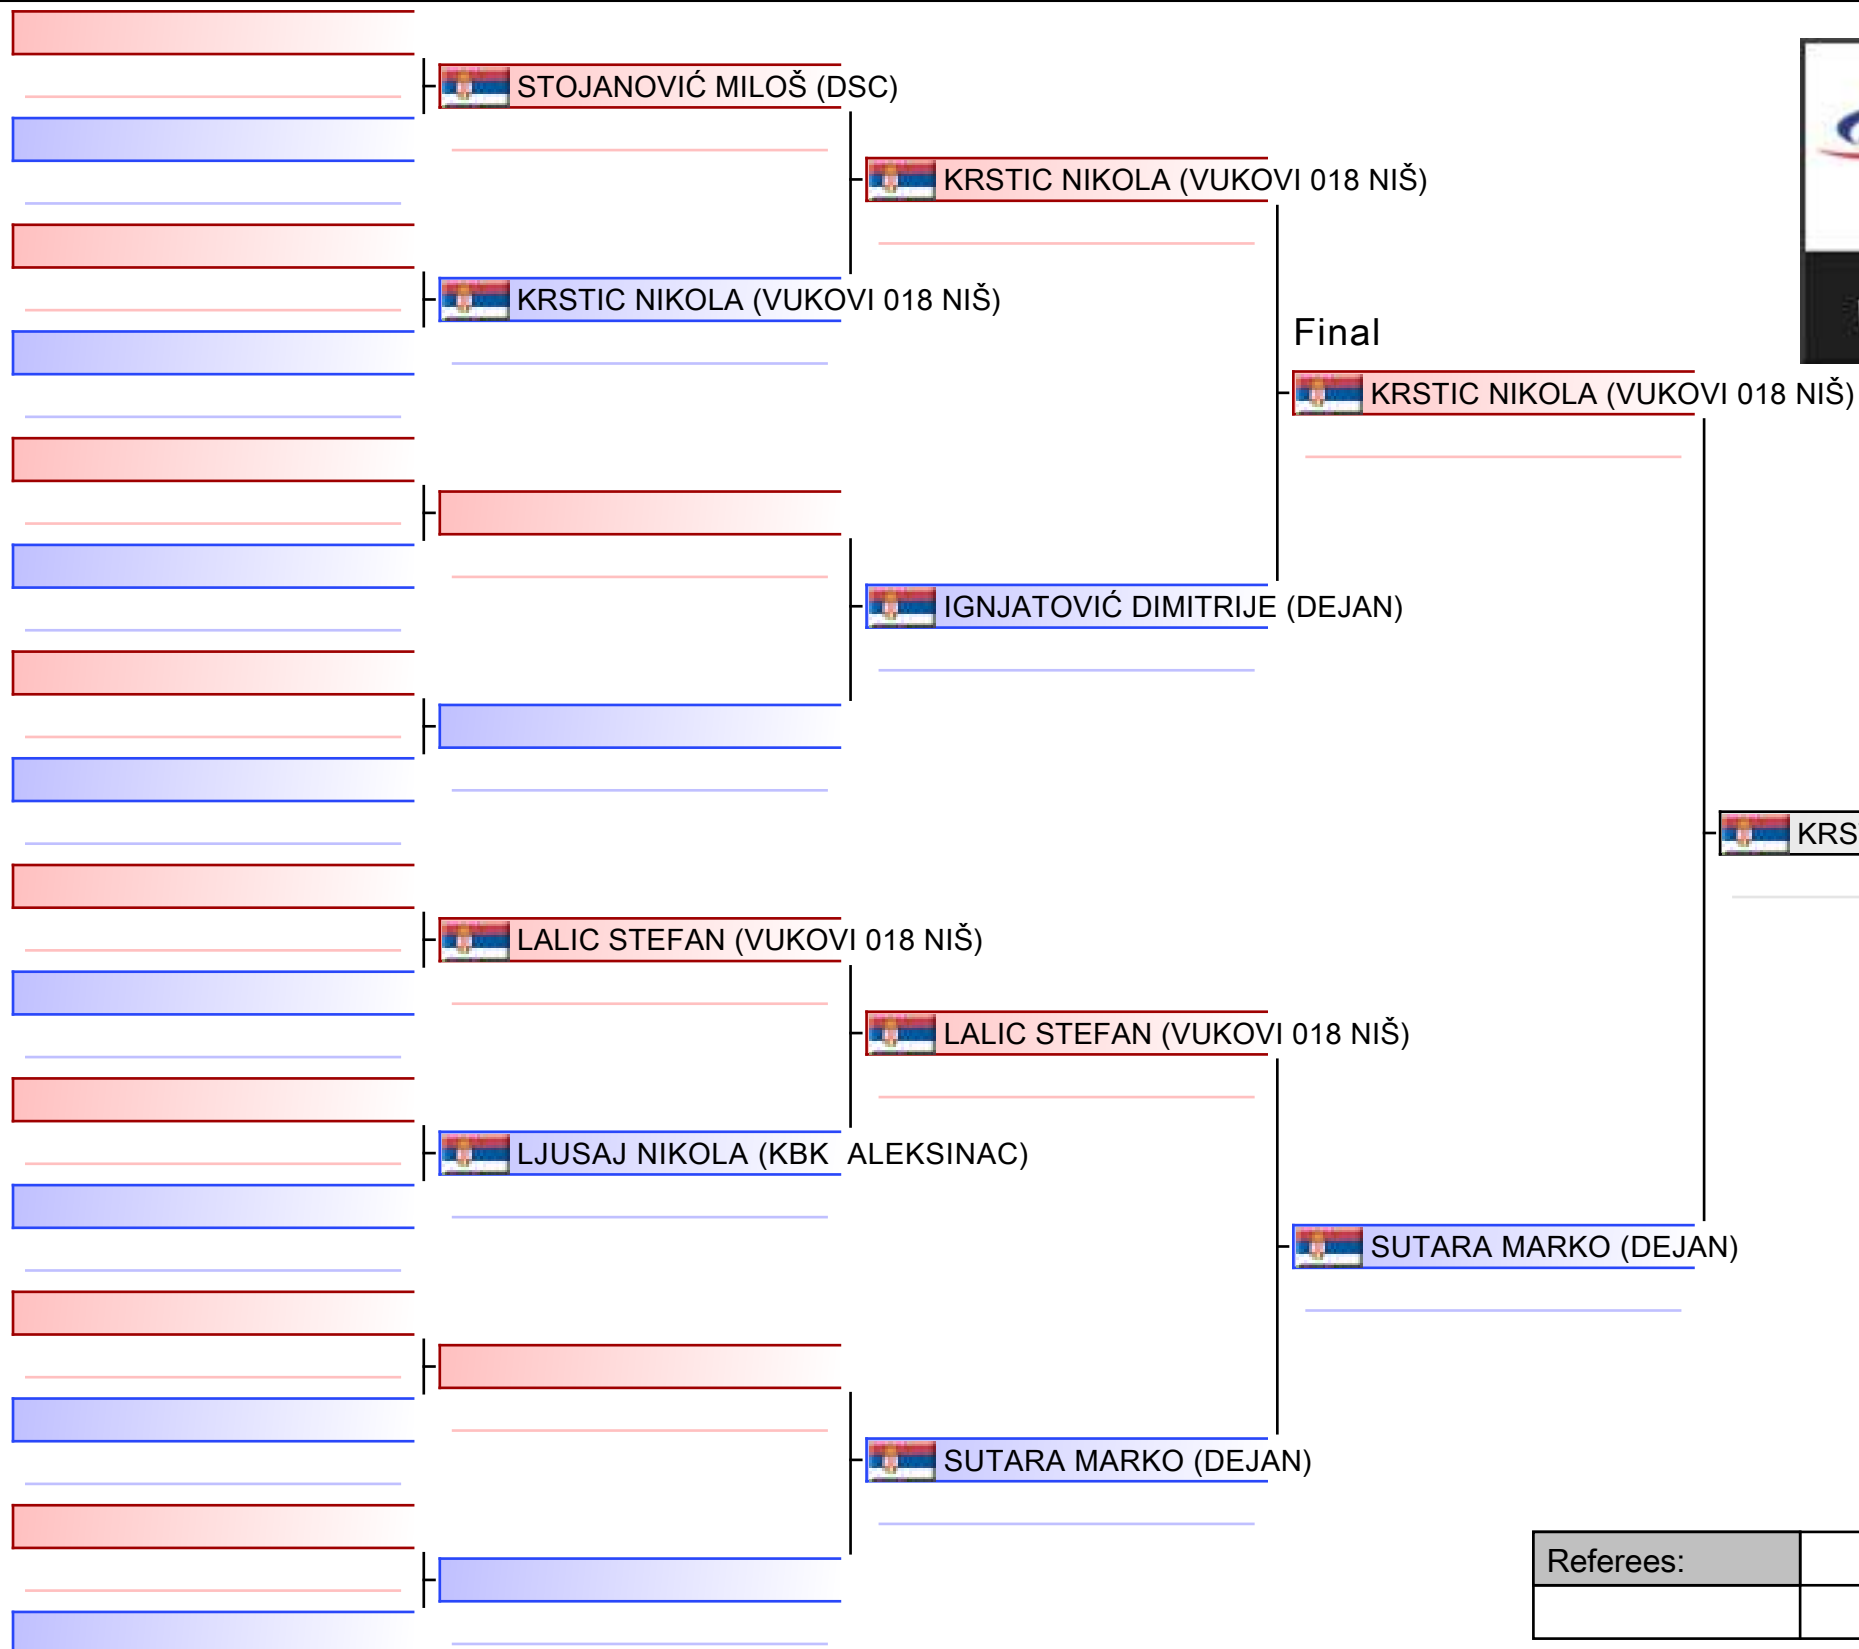 STOJANOVIĆ MILOŠ (DSC)
KRSTIC NIKOLA (VUKOVI 018 NIŠ)
KRSTIC NIKOLA (VUKOVI 018 NIŠ)
Final
KRSTIC NIKOLA (VUKOVI 018 NIŠ)
IGNJATOVIĆ DIMITRIJE (DEJAN)
KRS
LALIC STEFAN (VUKOVI 018 NIŠ)
LALIC STEFAN (VUKOVI 018 NIŠ)
LJUSAJ NIKOLA (KBK ALEKSINAC)
SUTARA MARKO (DEJAN)
SUTARA MARKO (DEJAN)
Referees: